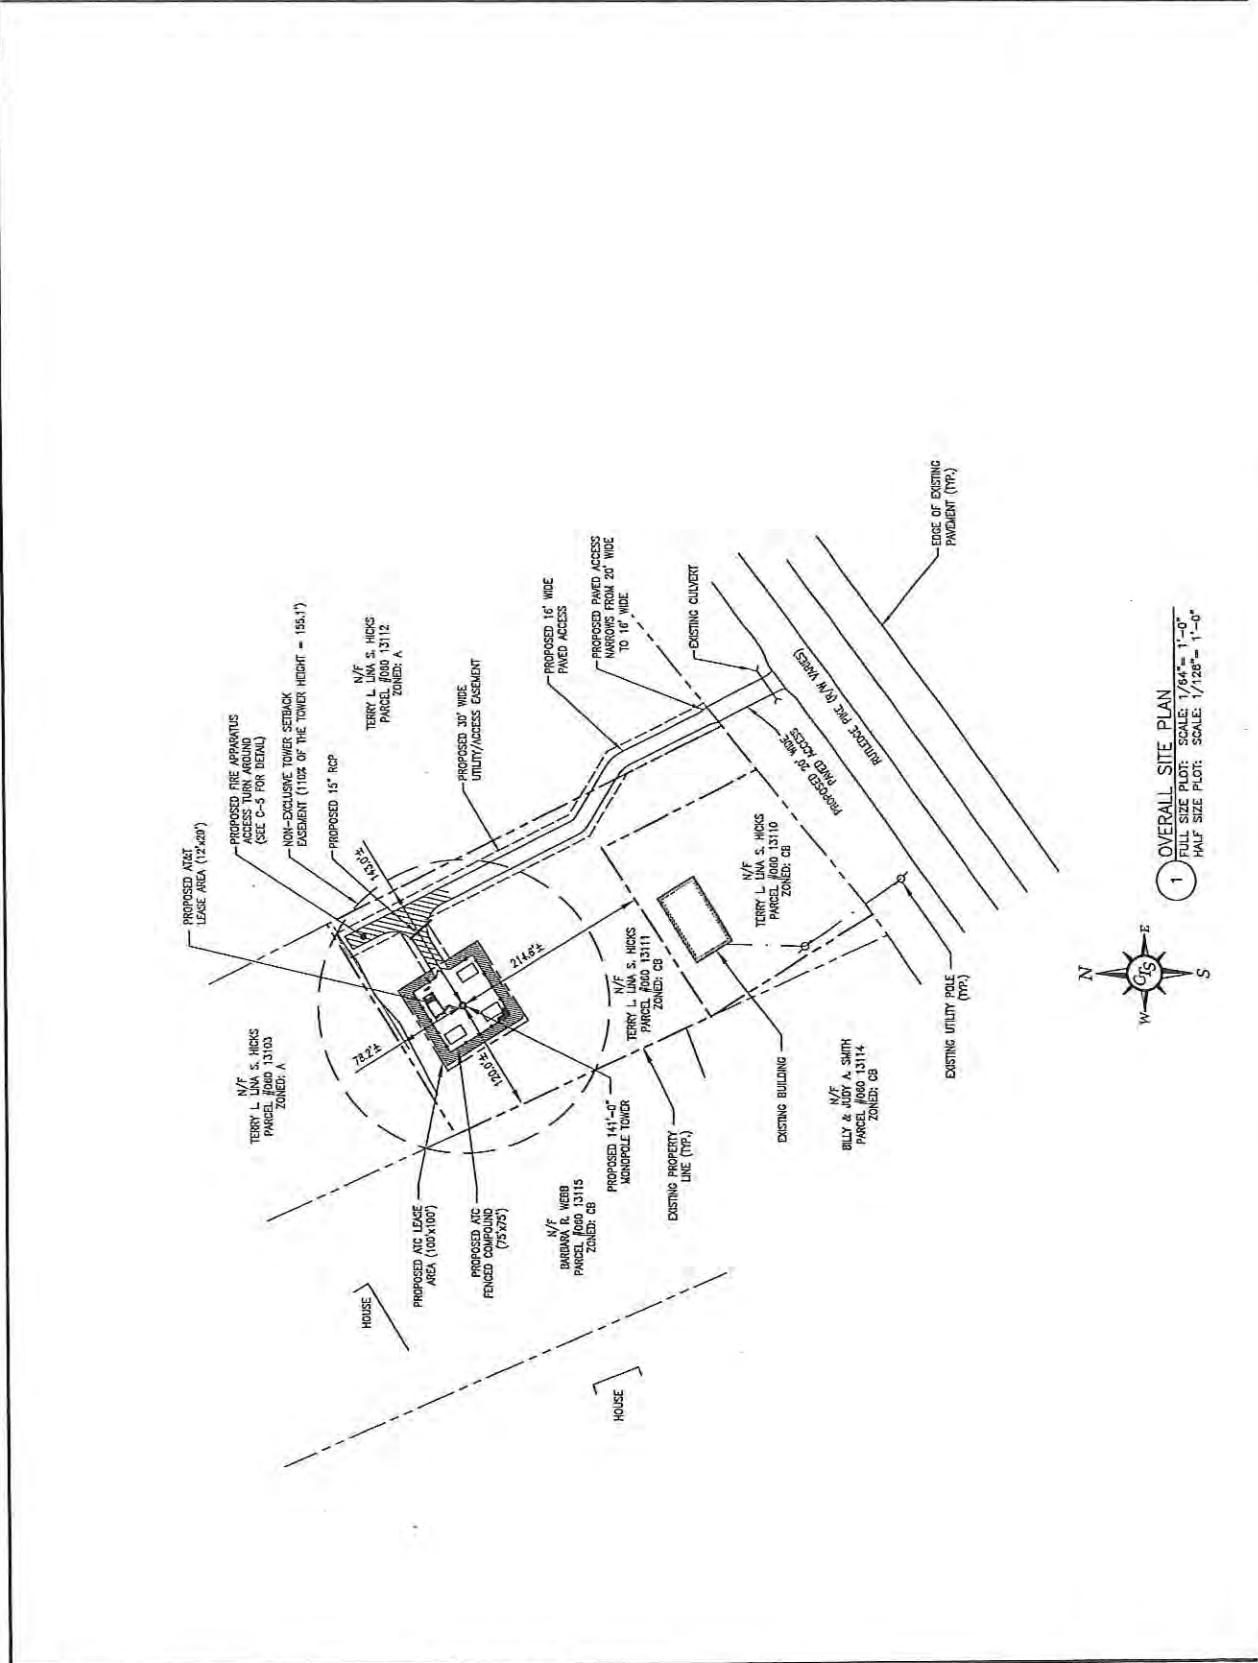 PROPOSED AT&T
LEASE AREA (12'x20')
PROPOSED FIRE APPARATUS
ACCESS TURN AROUND
(SEE C-5 FOR DETAIL)
NON-EXCLUSIVE TOWER SETBACK
EASEMENT (110% OF THE TOWER HEIGHT = 155.1')
PROPOSED 15" RCP
N/F
TERRY L. LINA S. HICKS
PARCEL #060 13112
ZONED: A
N/F
TERRY L. LINA S. HICKS
PARCEL #060 13103
ZONED: A
143.0'±
78.2'±
120.0'±
214.6'±
PROPOSED 30' WIDE
UTILITY/ACCESS EASEMENT
PROPOSED 16' WIDE
PAVED ACCESS
PROPOSED PAVED ACCESS
NARROWS FROM 20' WIDE
TO 16' WIDE
EXISTING CULVERT
PROPOSED ATC LEASE
AREA (100'x100')
PROPOSED ATC
FENCED COMPOUND
(75'x75')
N/F
BARBARA R. WEBB
PARCEL #060 13115
ZONED: CB
PROPOSED 141'-0"
MONOPOLE TOWER
N/F
TERRY L. LINA S. HICKS
PARCEL #060 13111
ZONED: CB
HOUSE
HOUSE
EXISTING PROPERTY
LINE (TYP.)
N/F
TERRY L. LINA S. HICKS
PARCEL #060 13110
ZONED: CB
PROPOSED 20' WIDE
PAVED ACCESS
RUTLEDGE PIKE (R/W VARIES)
EXISTING BUILDING
N/F
BILLY & JUDY A. SMITH
PARCEL #060 13114
ZONED: CB
EXISTING UTILITY POLE
(TYP.)
EDGE OF EXISTING
PAVEMENT (TYP.)
N
W
E
S
GTS
1
OVERALL SITE PLAN
FULL SIZE PLOT: SCALE: 1/64"= 1'-0"
HALF SIZE PLOT: SCALE: 1/128"= 1'-0"